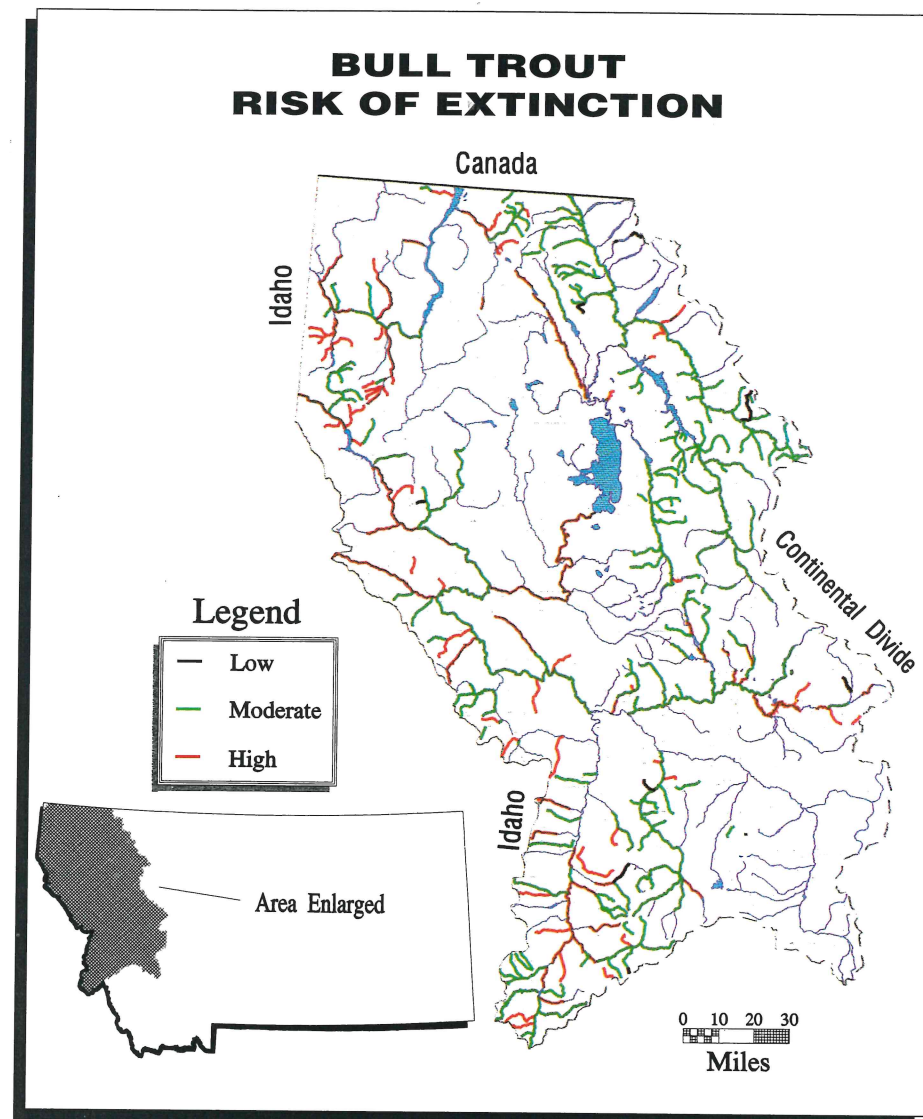 BULL TROUT
RISK OF EXTINCTION
Canada
Idaho
Continental Divide
Legend
Low
Moderate
High
Idaho
Area Enlarged
0 10 20 30
Miles